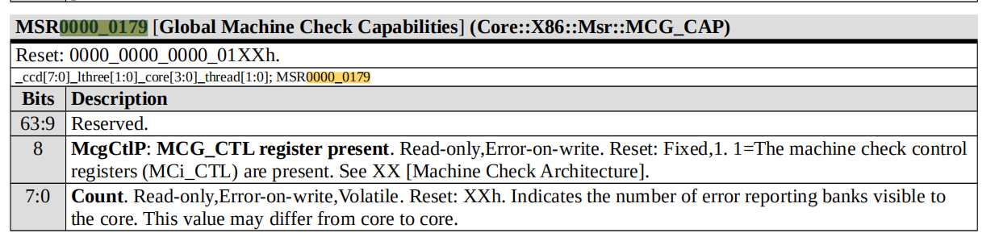 MSR0000_0179 [Global Machine Check Capabilities] (Core::X86::Msr::MCG_CAP)
Reset: 0000_0000_0000_01XXh.
_ccd[7:0]_lthree[1:0]_core[3:0]_thread[1:0]; MSR0000_0179
Bits Description
63:9 Reserved.
8 McgCtlP: MCG_CTL register present. Read-only,Error-on-write. Reset: Fixed,1. 1=The machine check control
registers (MCi_CTL) are present. See XX [Machine Check Architecture].
7:0 Count. Read-only,Error-on-write,Volatile. Reset: XXh. Indicates the number of error reporting banks visible to
the core. This value may differ from core to core.